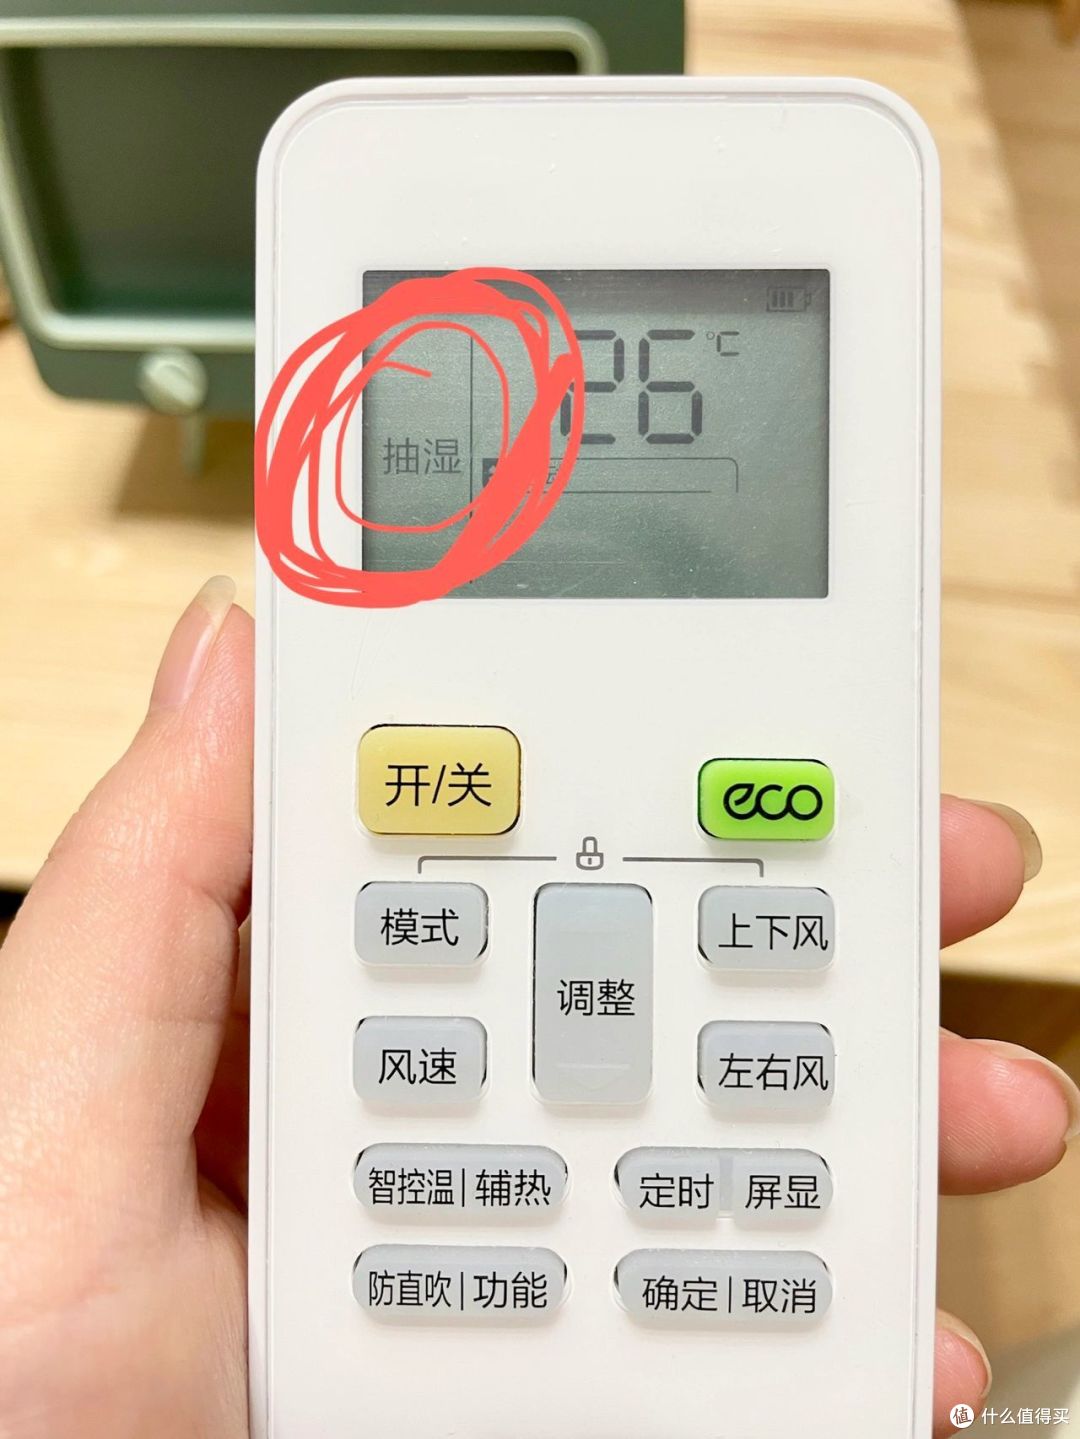 26℃
抽湿
开/关
eco
模式
调整
上下风
风速
左右风
智控温|辅热
定时 屏显
防直吹|功能
确定|取消
值 什么值得买